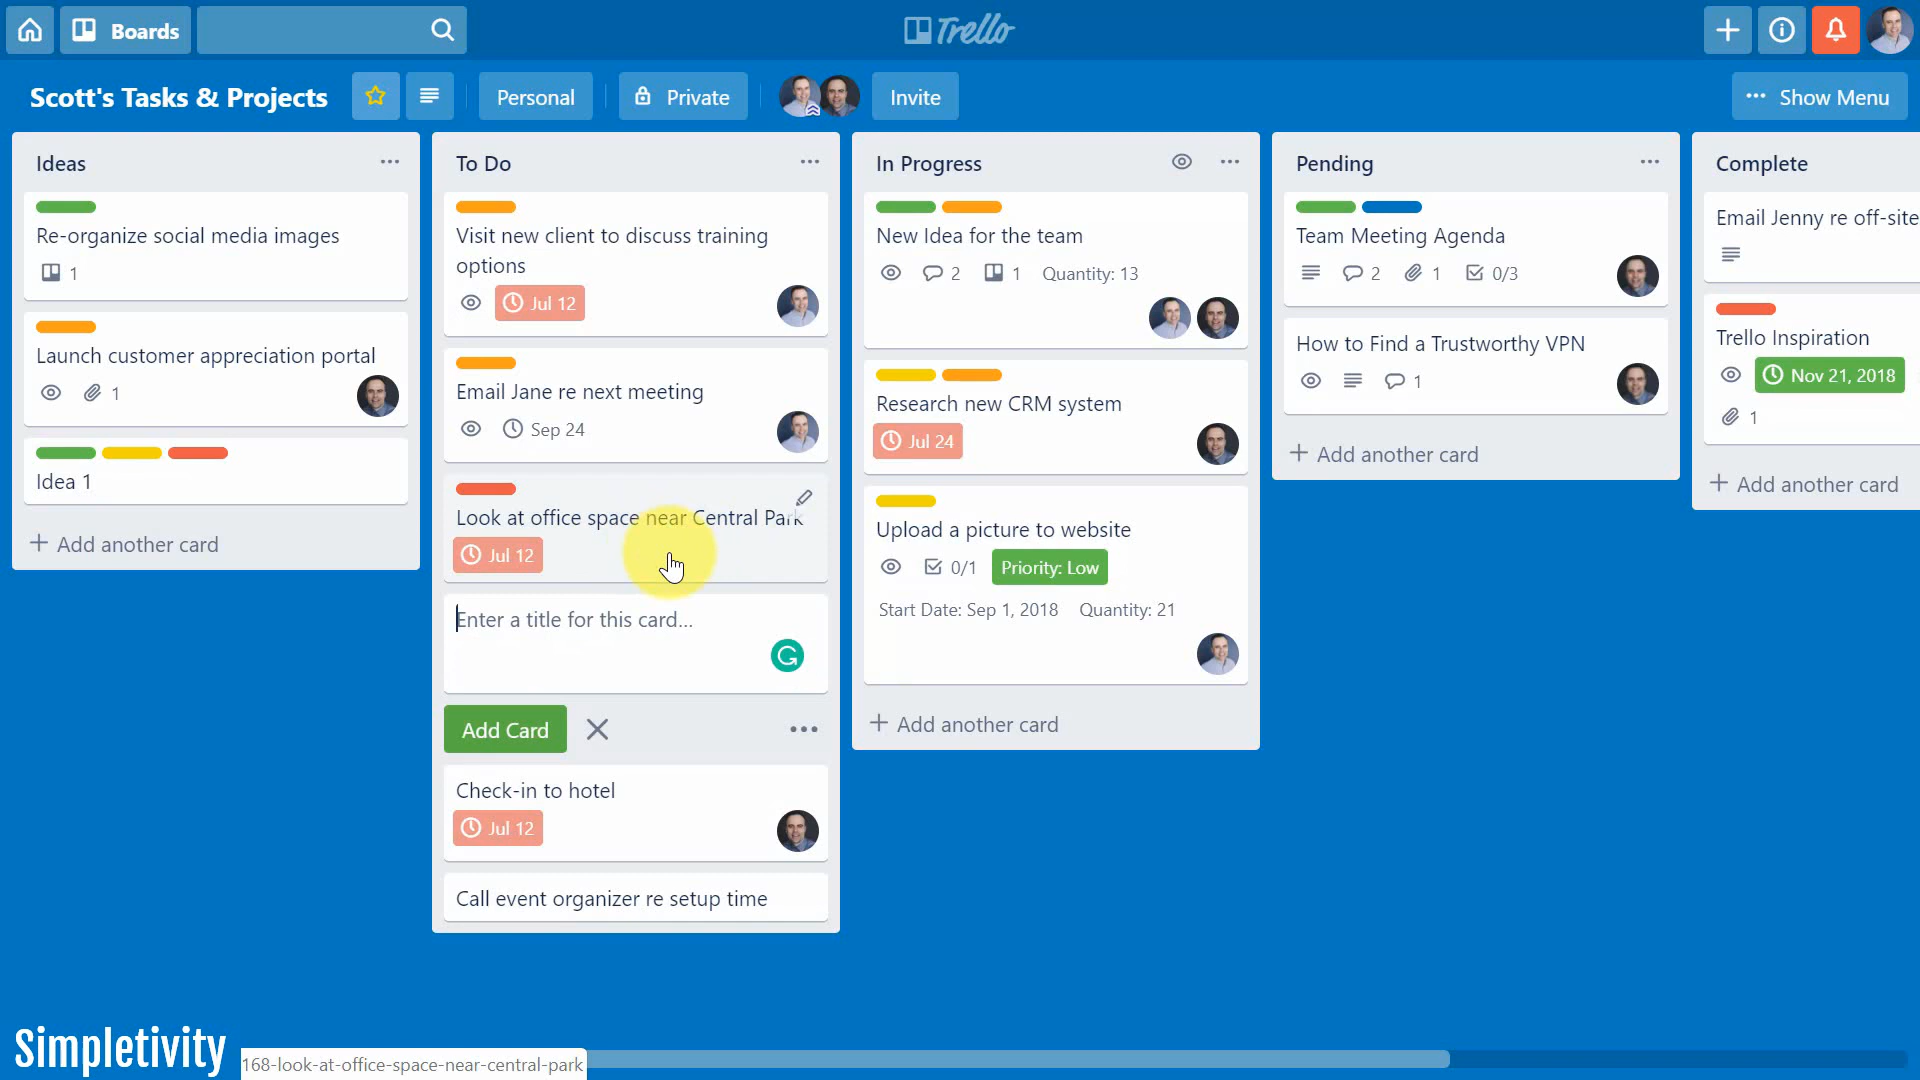 Boards
Trello
Scott's Tasks & Projects
Personal
Private
Invite
Show Menu
Ideas
Re-organize social media images
1
Launch customer appreciation portal
1
Idea 1
Add another card
To Do
Visit new client to discuss training
options
Jul 12
Email Jane re next meeting
Sep 24
Look at office space near Central Park
Jul 12
Enter a title for this card...
G
Add Card
Check-in to hotel
Jul 12
Call event organizer re setup time
In Progress
New Idea for the team
2 1 Quantity: 13
Research new CRM system
Jul 24
Upload a picture to website
0/1 Priority: Low
Start Date: Sep 1, 2018 Quantity: 21
Add another card
Pending
Team Meeting Agenda
2 1 0/3
How to Find a Trustworthy VPN
1
Add another card
Complete
Email Jenny re off-site
Trello Inspiration
Nov 21, 2018
1
Add another card
Simpletivity
168-look-at-office-space-near-central-park